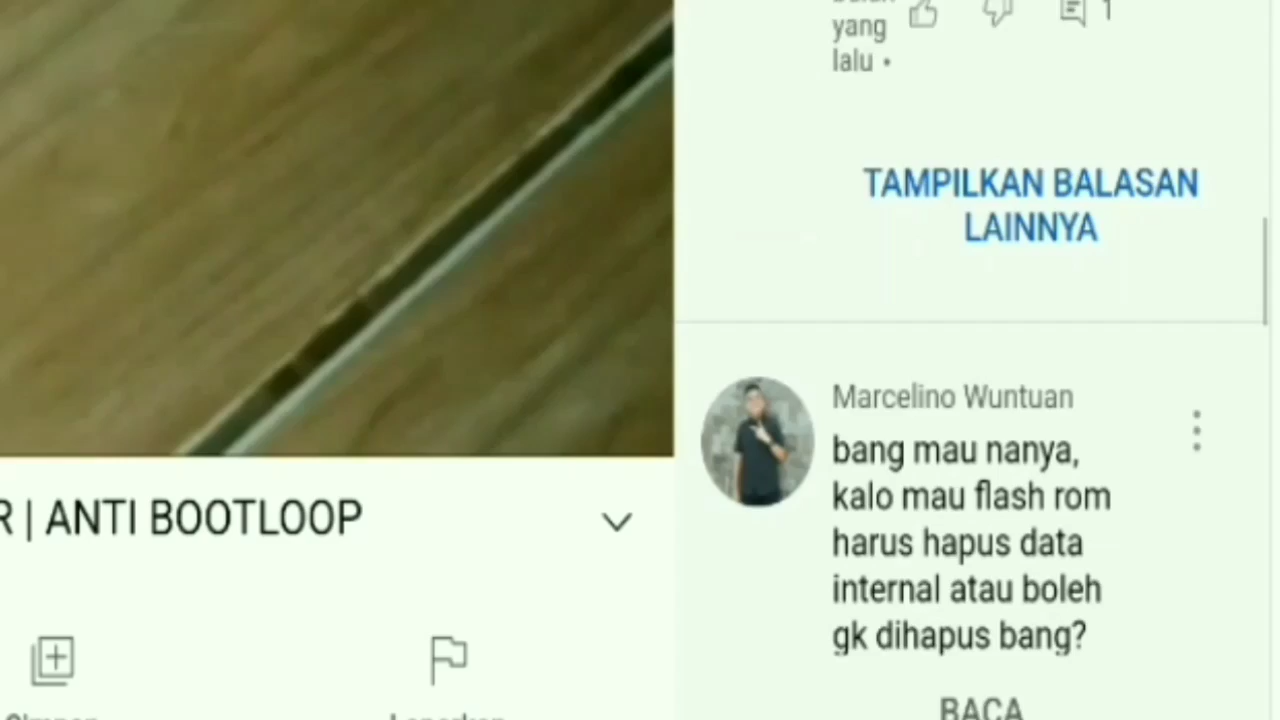 yang
lalu •
1
TAMPILKAN BALASAN
LAINNYA
Marcelino Wuntuan
bang mau nanya,
kalo mau flash rom
harus hapus data
internal atau boleh
gk dihapus bang?
BACA
R | ANTI BOOTLOOP